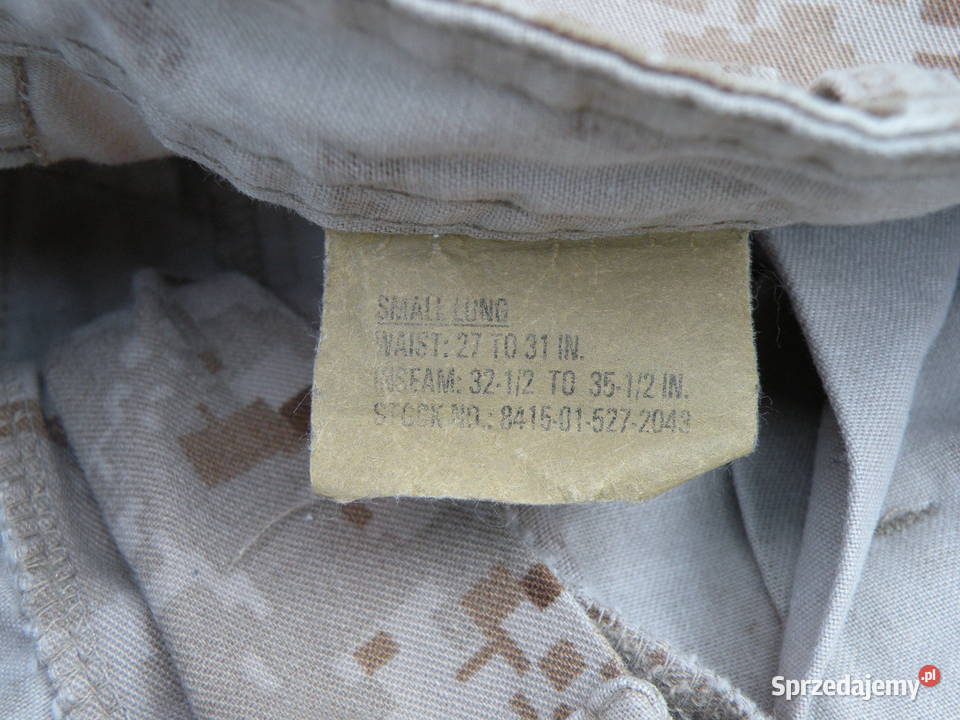 SMALL LONG
WAIST: 27 TO 31 IN.
INSEAM: 32-1/2 TO 35-1/2 IN.
STOCK NO.: 8415-01-527-2043
Sprzedajemy.pl